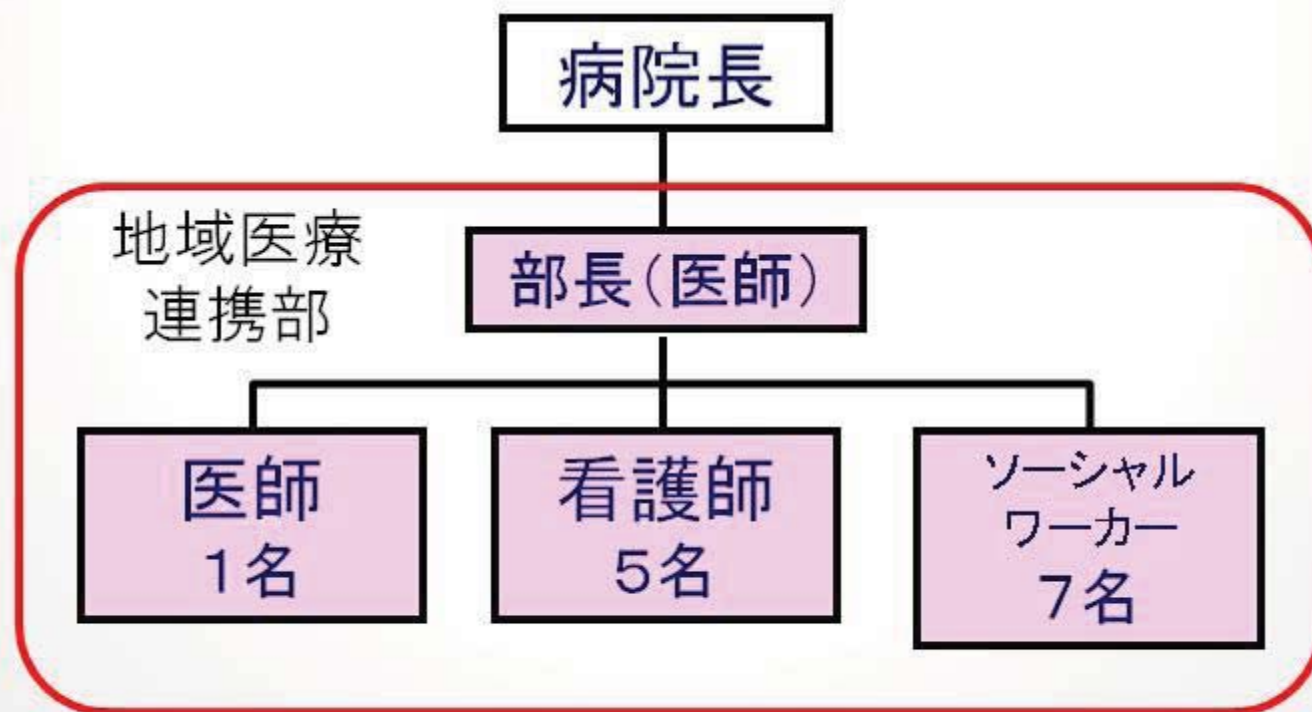 病院長
地域医療
連携部
部長(医師)
医師
1名
看護師
5名
ソーシャル
ワーカー
7名